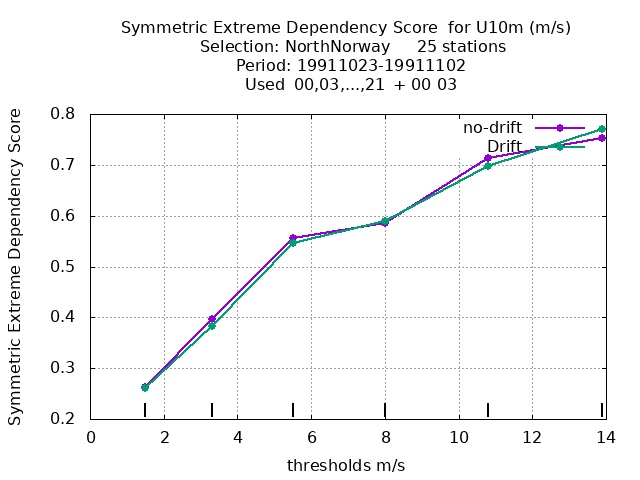 Symmetric Extreme Dependency Score  for U10m (m/s)
Selection: NorthNorway     25 stations
Period: 19911023-19911102
Used  00,03,...,21  + 00 03
Symmetric Extreme Dependency Score
0.8
0.7
0.6
0.5
0.4
0.3
0.2
no-drift
Drift
0 2 4 6 8 10 12 14
thresholds m/s